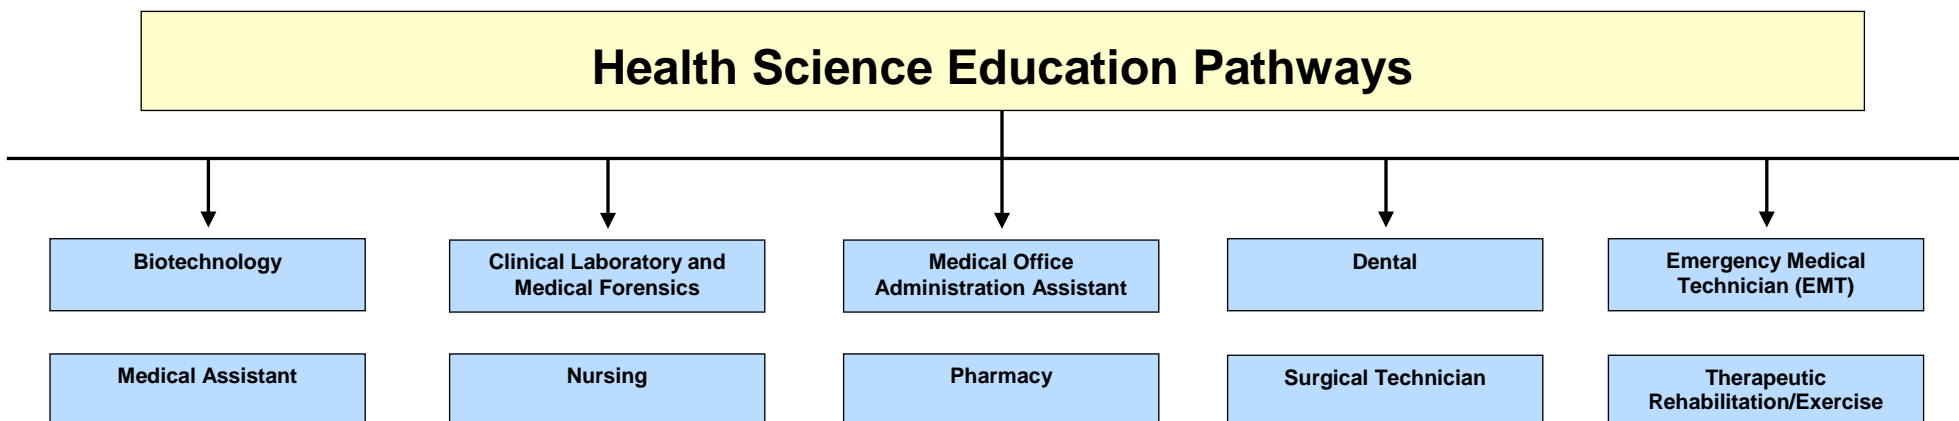 Health Science Education Pathways
Biotechnology
Clinical Laboratory and
Medical Forensics
Medical Office
Administration Assistant
Dental
Emergency Medical
Technician (EMT)
Medical Assistant
Nursing
Pharmacy
Surgical Technician
Therapeutic
Rehabilitation/Exercise